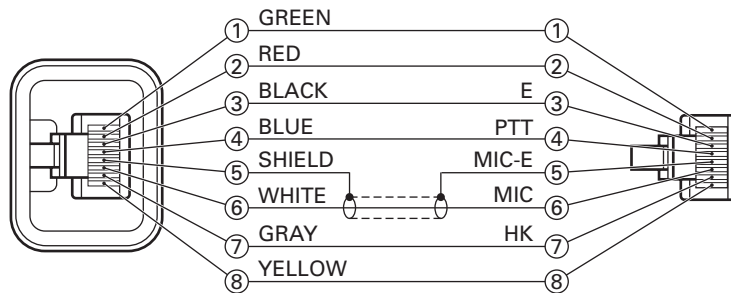 ① GREEN ①
② RED ②
③ BLACK E ③
④ BLUE PTT ④
⑤ SHIELD MIC-E ⑤
⑥ WHITE MIC ⑥
⑦ GRAY HK ⑦
⑧ YELLOW ⑧